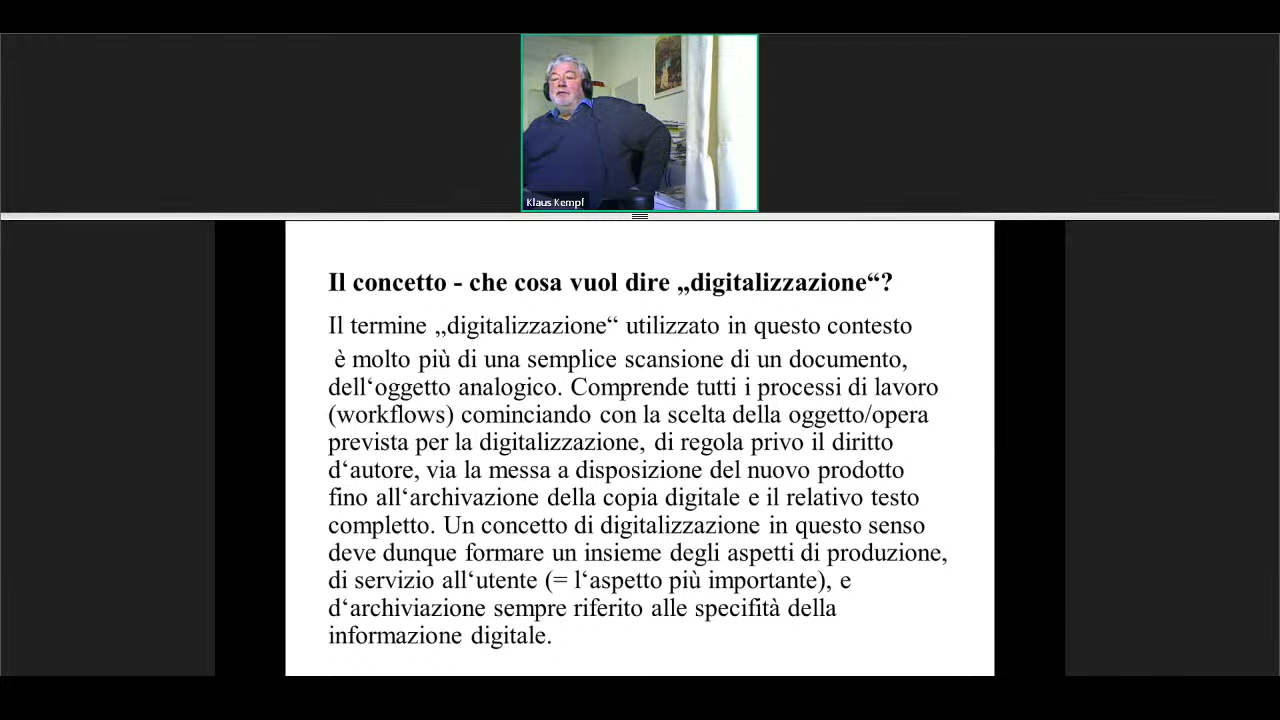 Klaus Kempf
Il concetto - che cosa vuol dire „digitalizzazione“?
Il termine „digitalizzazione“ utilizzato in questo contesto
è molto più di una semplice scansione di un documento,
dell‘oggetto analogico. Comprende tutti i processi di lavoro
(workflows) cominciando con la scelta della oggetto/opera
prevista per la digitalizzazione, di regola privo il diritto
d‘autore, via la messa a disposizione del nuovo prodotto
fino all‘archivazione della copia digitale e il relativo testo
completto. Un concetto di digitalizzazione in questo senso
deve dunque formare un insieme degli aspetti di produzione,
di servizio all‘utente (= l‘aspetto più importante), e
d‘archiviazione sempre riferito alle specifità della
informazione digitale.